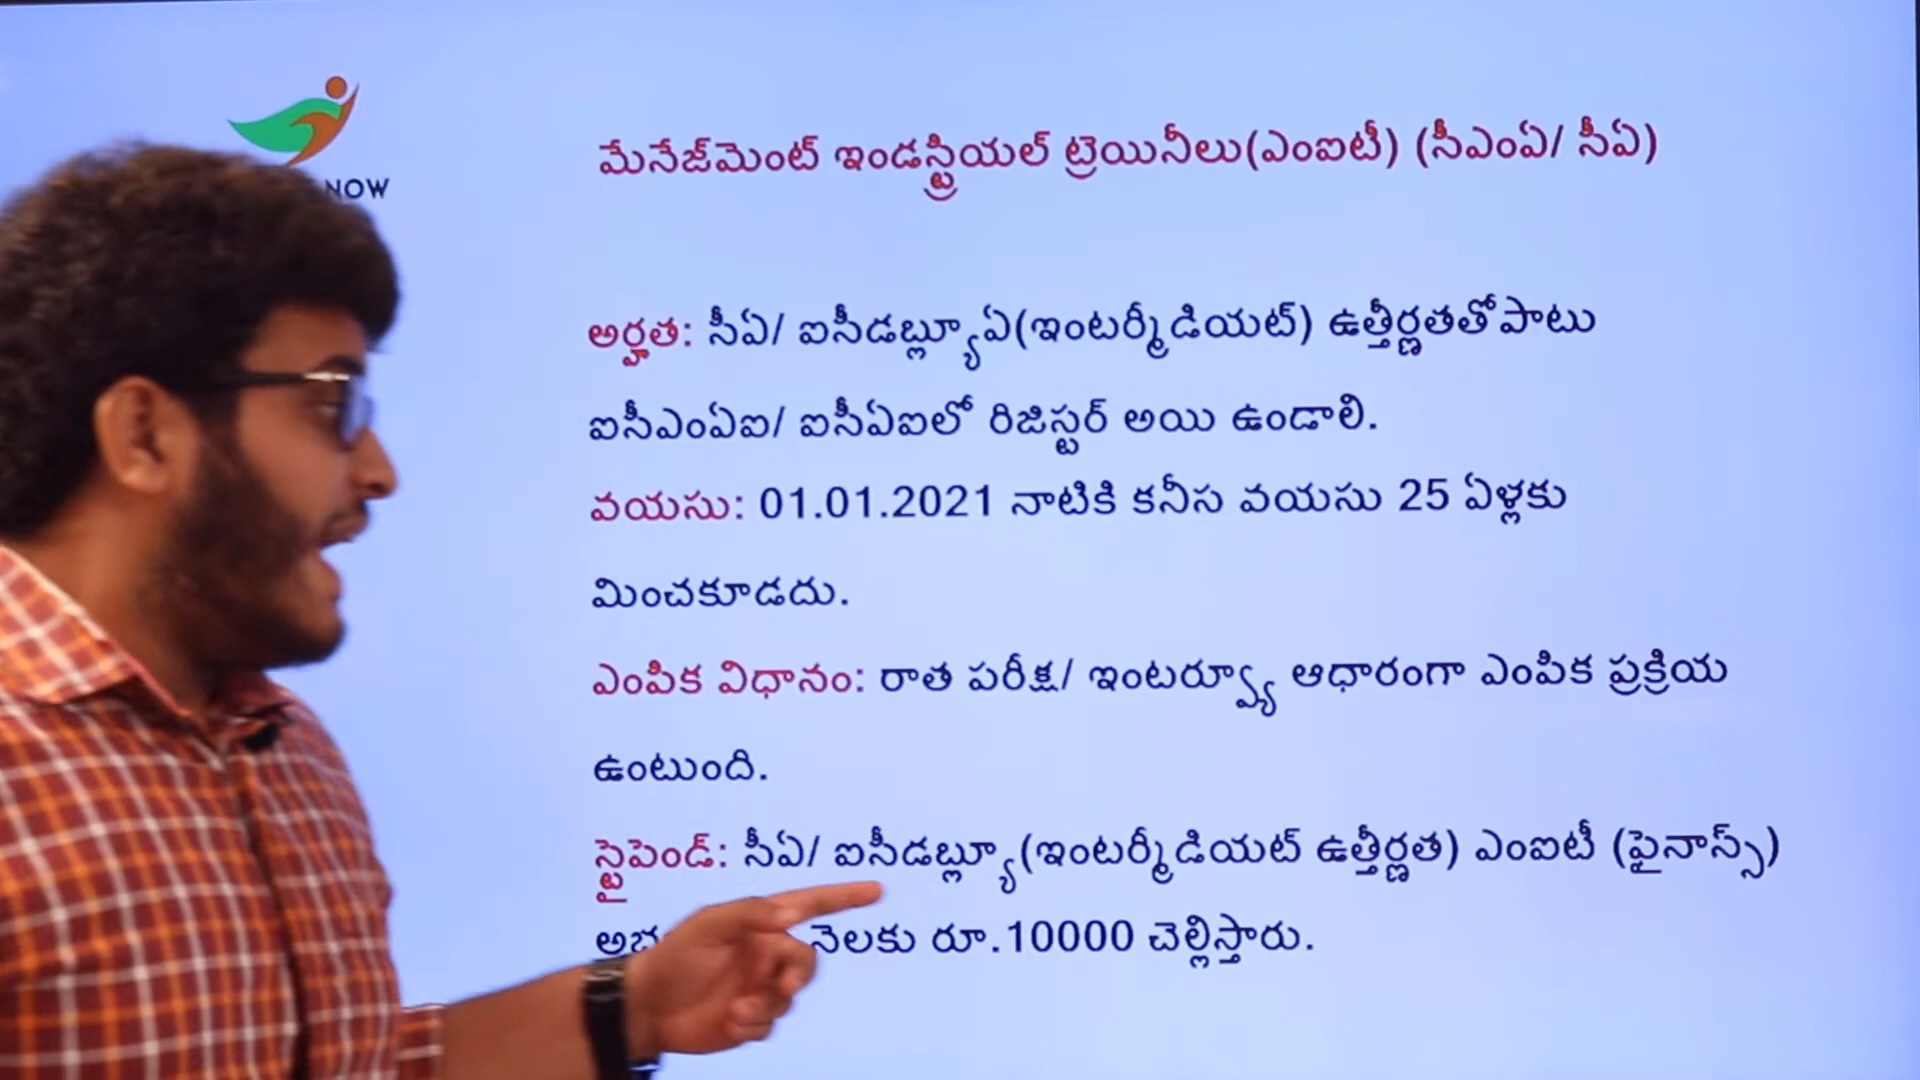 NOW
మేనేజ్‌మెంట్ ఇండస్ట్రియల్ ట్రెయినీలు(ఎంఐటీ) (సీఎంఏ/ సీఏ)
అర్హత: సీఏ/ ఐసీడబ్ల్యూఏ(ఇంటర్మీడియట్) ఉత్తీర్ణతతోపాటు
ఐసీఎంఏఐ/ ఐసీఏఐలో రిజిస్టర్ అయి ఉండాలి.
వయసు: 01.01.2021 నాటికి కనీస వయసు 25 ఏళ్లకు
మించకూడదు.
ఎంపిక విధానం: రాత పరీక్ష/ ఇంటర్వ్యూ ఆధారంగా ఎంపిక ప్రక్రియ
ఉంటుంది.
స్టైపెండ్: సీఏ/ ఐసీడబ్ల్యూ(ఇంటర్మీడియట్ ఉత్తీర్ణత) ఎంఐటీ (ఫైనాన్స్)
నెలకు రూ.10000 చెల్లిస్తారు.